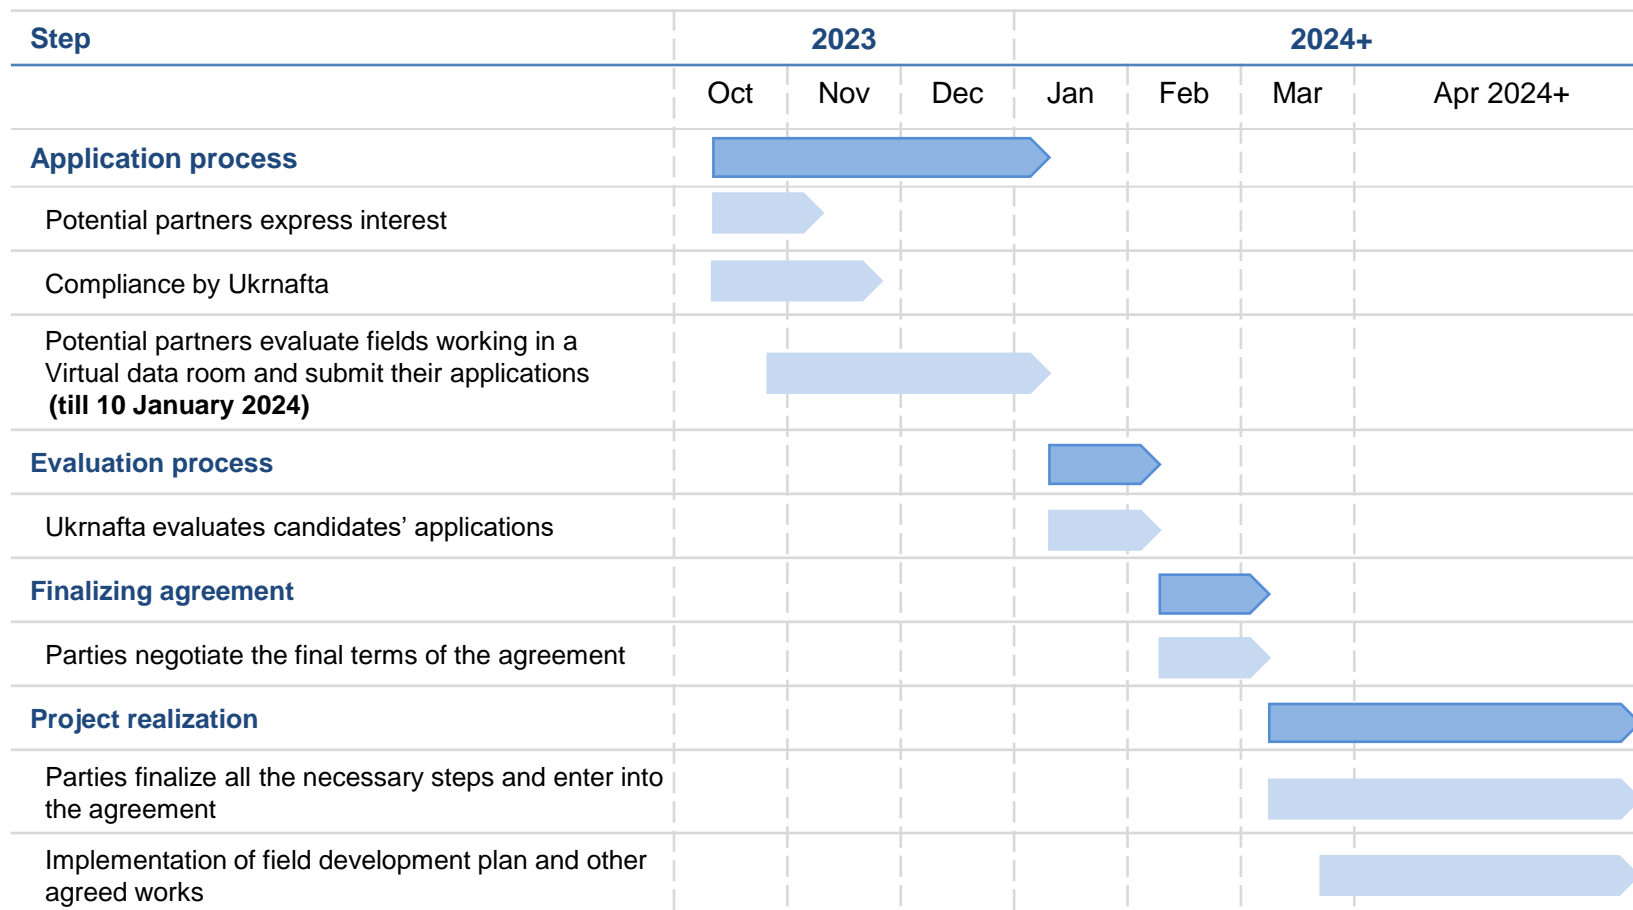 Step 2023 2024+
Oct Nov Dec Jan Feb Mar Apr 2024+
Application process
Potential partners express interest
Compliance by Ukrnafta
Potential partners evaluate fields working in a
Virtual data room and submit their applications
(till 10 January 2024)
Evaluation process
Ukrnafta evaluates candidates’ applications
Finalizing agreement
Parties negotiate the final terms of the agreement
Project realization
Parties finalize all the necessary steps and enter into
the agreement
Implementation of field development plan and other
agreed works